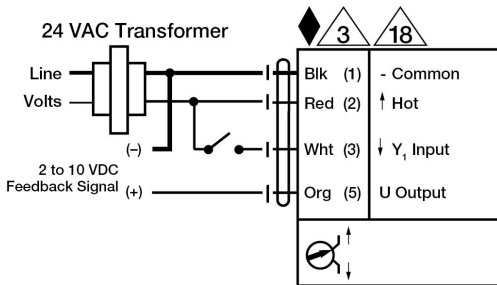 24 VAC Transformer
3 18
Line
Volts
Blk (1) - Common
Red (2) Hot
(–)
Wht (3) Y1 Input
2 to 10 VDC
Feedback Signal (+)
Org (5) U Output